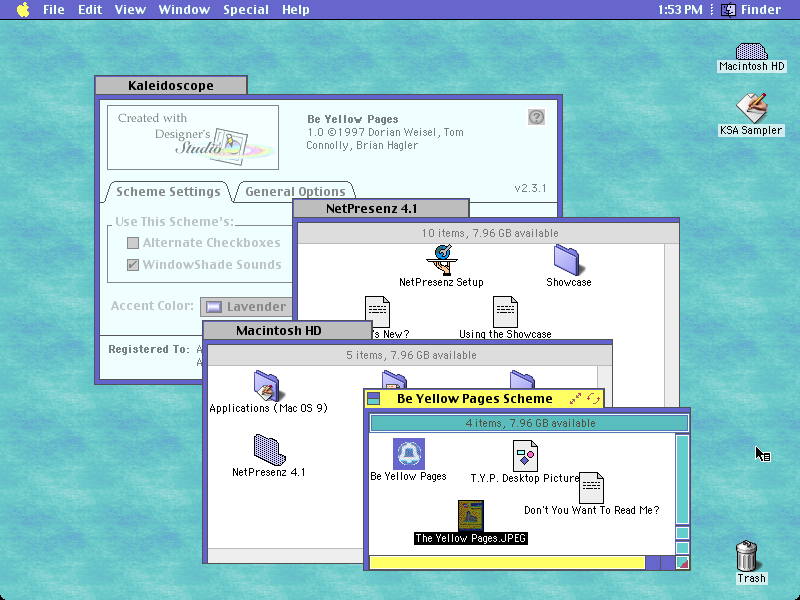 File Edit View Window Special Help
1:53 PM Finder
Macintosh HD
KSA Sampler
Kaleidoscope
Created with
Designer's
Studio
Be Yellow Pages
1.0 ©1997 Dorian Weisel, Tom
Connolly, Brian Hagler
?
Scheme Settings
General Options
v2.3.1
Use This Scheme's:
Alternate Checkboxes
WindowShade Sounds
Accent Color: Lavender
Registered To: A
A
NetPresenz 4.1
10 items, 7.96 GB available
NetPresenz Setup
Showcase
's New?
Using the Showcase
Macintosh HD
5 items, 7.96 GB available
Applications (Mac OS 9)
NetPresenz 4.1
Be Yellow Pages Scheme
4 items, 7.96 GB available
Be Yellow Pages
T.Y.P. Desktop Picture
Don't You Want To Read Me?
The Yellow Pages.JPEG
Trash